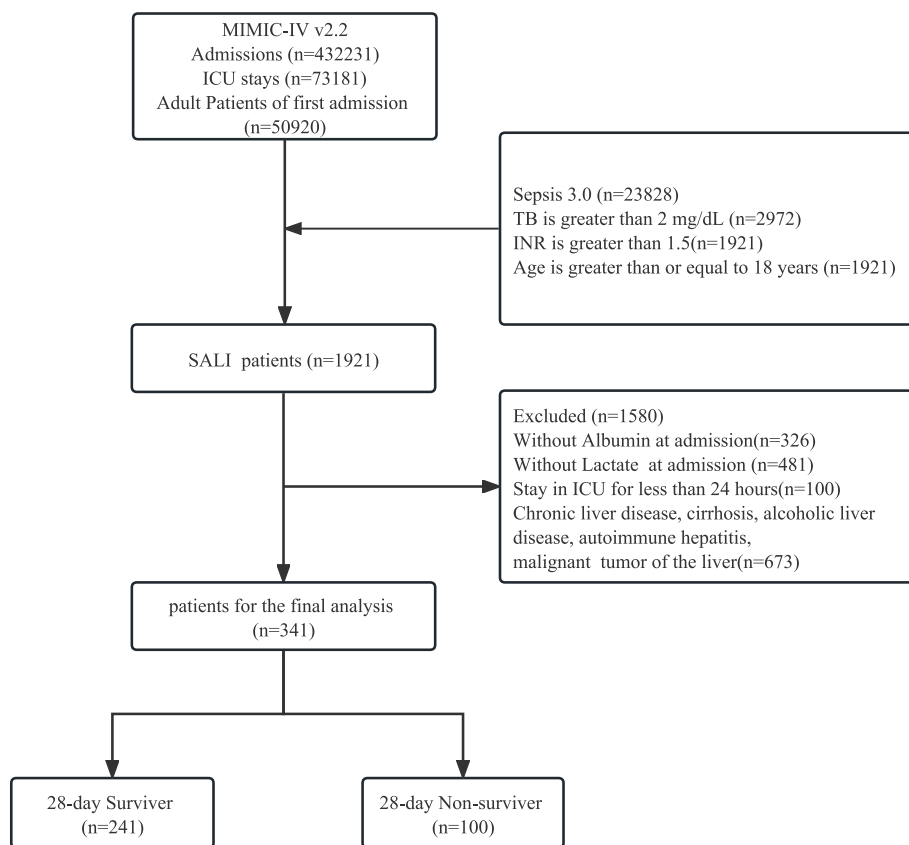 MIMIC-IV v2.2
Admissions (n=432231)
ICU stays (n=73181)
Adult Patients of first admission
(n=50920)
Sepsis 3.0 (n=23828)
TB is greater than 2 mg/dL (n=2972)
INR is greater than 1.5(n=1921)
Age is greater than or equal to 18 years (n=1921)
SALI patients (n=1921)
Excluded (n=1580)
Without Albumin at admission(n=326)
Without Lactate at admission (n=481)
Stay in ICU for less than 24 hours(n=100)
Chronic liver disease, cirrhosis, alcoholic liver
disease, autoimmune hepatitis,
malignant tumor of the liver(n=673)
patients for the final analysis
(n=341)
28-day Surviver
(n=241)
28-day Non-surviver
(n=100)